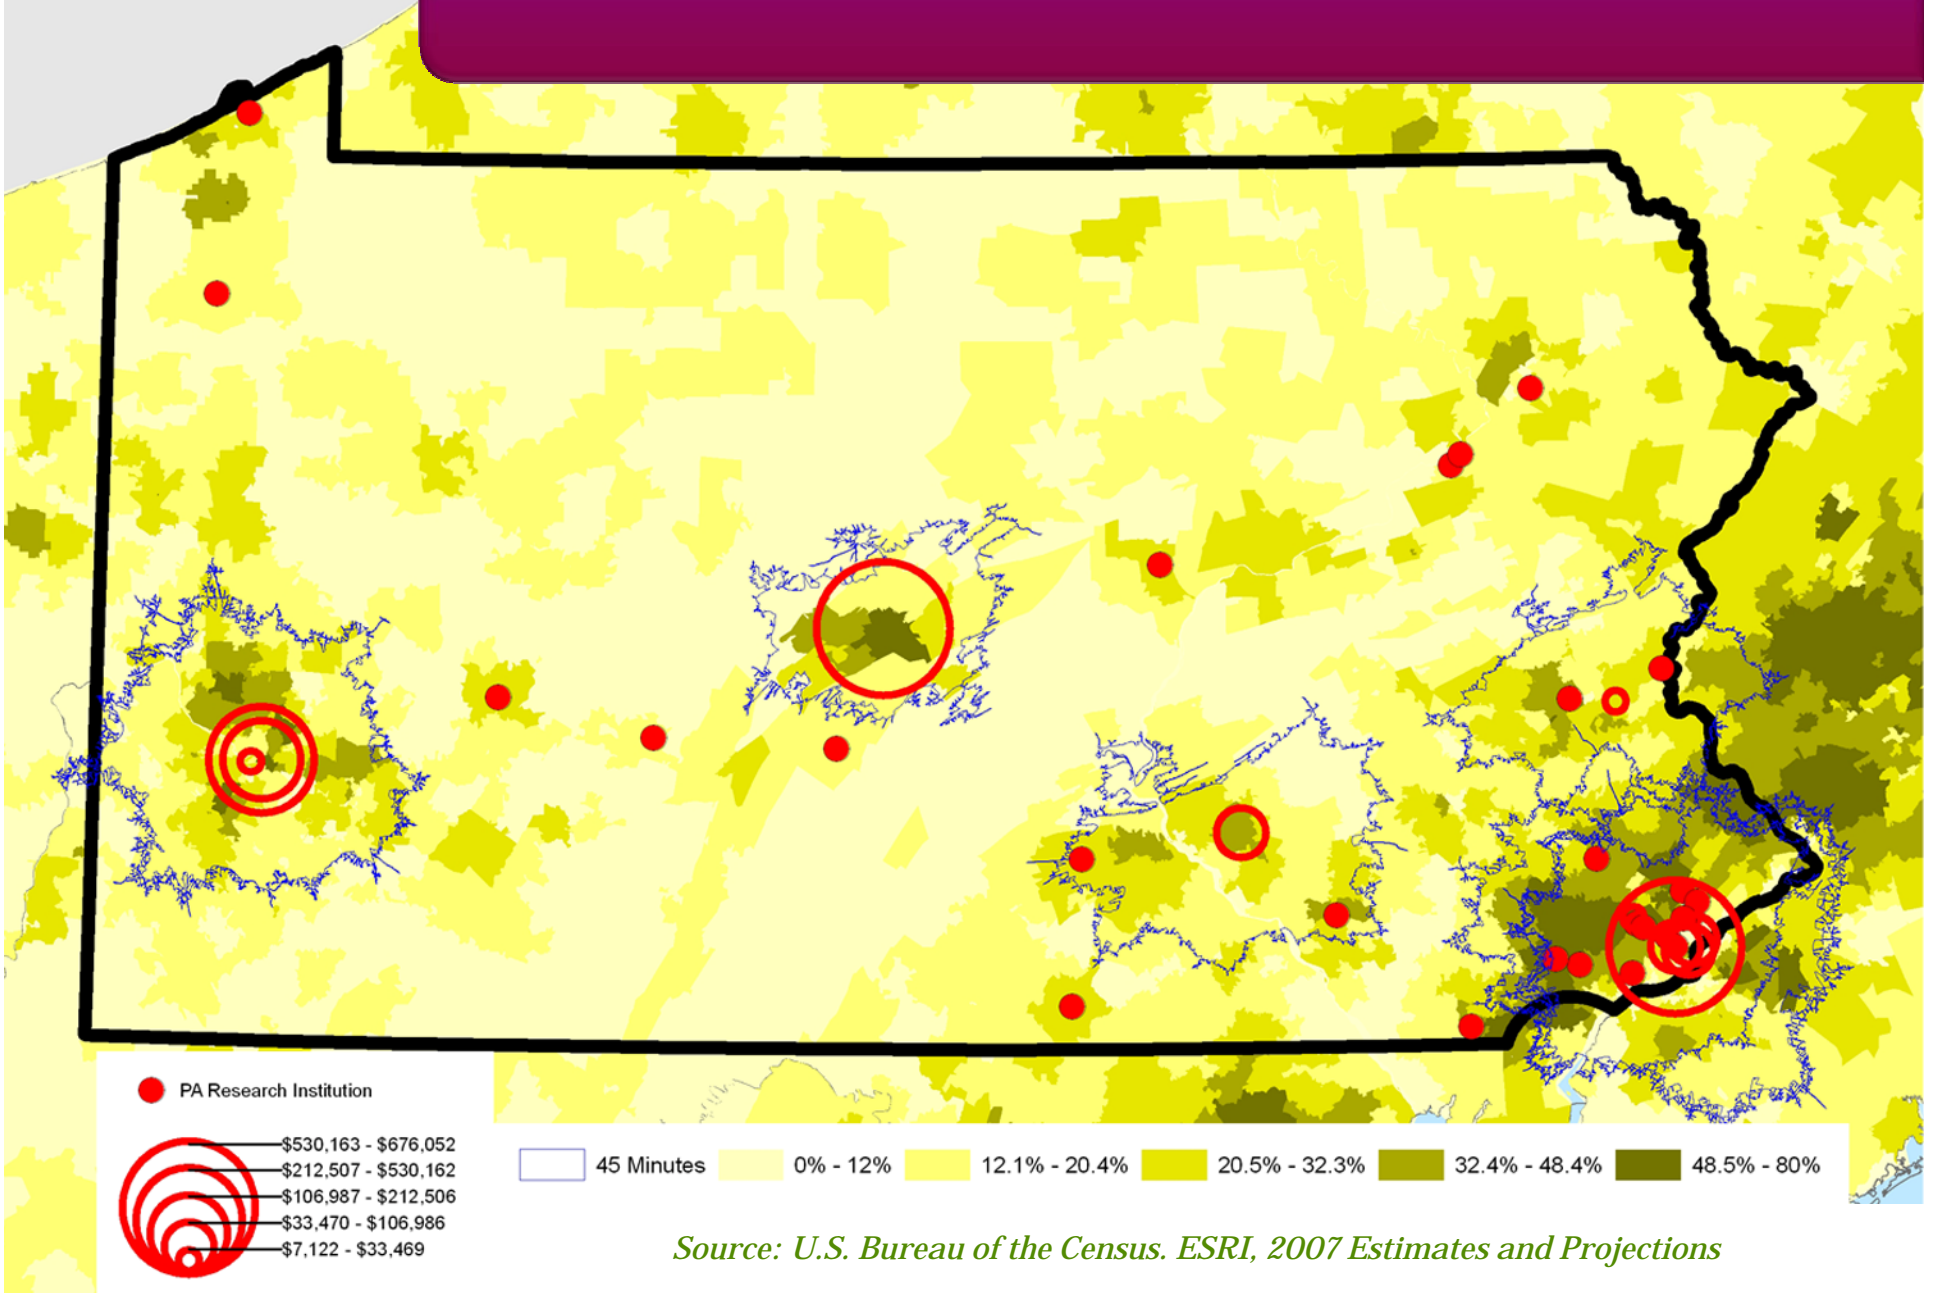 PA Research Institution
$530,163 - $676,052
$212,507 - $530,162
$106,987 - $212,506
$33,470 - $106,986
$7,122 - $33,469
45 Minutes
0% - 12%
12.1% - 20.4%
20.5% - 32.3%
32.4% - 48.4%
48.5% - 80%
Source: U.S. Bureau of the Census. ESRI, 2007 Estimates and Projections